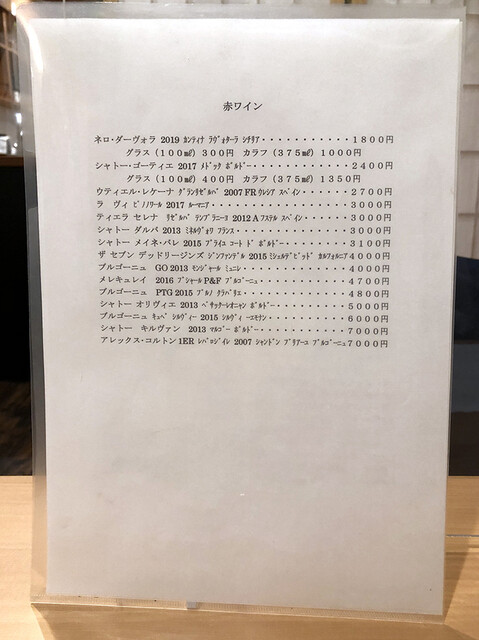 赤ワイン
ネロ・ダーヴォラ 2019 ｶﾝﾃｨﾅ ﾗｳﾞｫﾀｰﾗ ｼﾁﾘｱ・・・・・・・・・・・１８００円
グラス（１００㎖）３００円　カラフ（３７５㎖）１０００円
シャトー・ゴーティエ 2017 ﾒﾄﾞｯｸ ﾎﾞﾙﾄﾞｰ・・・・・・・・・・・・２４００円
グラス（１００㎖）４００円　カラフ（３７５㎖）１３５０円
ウティエル・レケーナ ｸﾞﾗﾝﾘｾﾞﾙﾊﾞ 2007 FR ｳﾚｼｱ ｽﾍﾟｲﾝ・・・・・・２７００円
ラ　ヴィ ﾋﾟﾉﾉﾜｰﾙ 2017 ﾙｰﾏﾆｱ・・・・・・・・・・・・・・・・・３０００円
ティエラ セレナ　ﾘｾﾞﾙﾊﾞ ﾃﾝﾌﾟﾗﾆｰﾖ 2012 A ﾌｽﾃﾙ ｽﾍﾟｲﾝ・・・・・３０００円
シャトー ダルバ 2013 ﾐﾈﾙｳﾞｫﾜ ﾌﾗﾝｽ・・・・・・・・・・・・・・３０００円
シャトー メイネ・パレ 2015 ﾌﾞﾗｲﾕ ｺｰﾄ ﾄﾞ ﾎﾞﾙﾄﾞｰ・・・・・・・・３１００円
ザ セブン デッドリージンズ ｼﾞﾝﾌｧﾝﾃﾞﾙ 2015 ﾐｼｪﾙﾃﾞｨﾋﾞｯﾄﾞ ｶﾙﾌｫﾙﾆｱ４０００円
ブルゴーニュ　GO 2013 ﾓﾝｼﾞｬｰﾙ ﾐｭﾆﾚ・・・・・・・・・・・・・４０００円
メレキュレイ　2016 ﾌﾞｼｬｰﾙ P&F ﾌﾞﾙｺﾞｰﾆｭ・・・・・・・・・・・４７００円
ブルゴーニュ　PTG 2015 ﾌﾞﾙﾉ ｸﾗﾊﾞﾘｴ・・・・・・・・・・・・・４８００円
シャトー オリヴィエ 2013 ﾍﾟｻｯｸ･ﾚｵﾆｬﾝ ﾎﾞﾙﾄﾞｰ・・・・・・・・・５０００円
ブルゴーニュ ｷｭﾍﾞ ｼﾙｳﾞｨｰ 2015 ｼﾙｳﾞｨ ｰｴﾓﾅﾝ・・・・・・・・・・６０００円
シャトー　キルヴァン　2013 ﾏﾙｺﾞｰ ﾎﾞﾙﾄﾞｰ・・・・・・・・・・・７０００円
アレックス・コルトン 1ER ﾚﾊﾞﾛｼﾞｲﾚ 2007 ｼｬﾝﾄﾞﾝ ﾌﾞﾘｱｰﾕ ﾌﾞﾙｺﾞｰﾆｭ７０００円